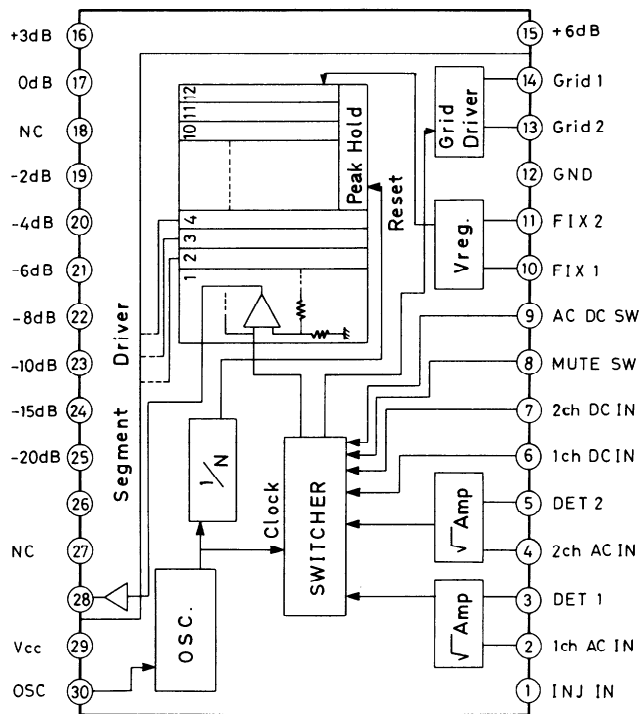 +3dB 16
0dB 17
NC 18
-2dB 19
-4dB 20
-6dB 21
-8dB 22
-10dB 23
-15dB 24
-20dB 25
26
NC 27
28
Vcc 29
OSC 30
Segment Driver
12
11
10
4
3
2
1
Peak Hold
Reset
1/N
Clock
OSC.
SWITCHER
Grid Driver
Vreg.
√Amp
√Amp
15 +6dB
14 Grid 1
13 Grid 2
12 GND
11 FIX 2
10 FIX 1
9 AC DC SW
8 MUTE SW
7 2ch DC IN
6 1ch DC IN
5 DET 2
4 2ch AC IN
3 DET 1
2 1ch AC IN
1 INJ IN